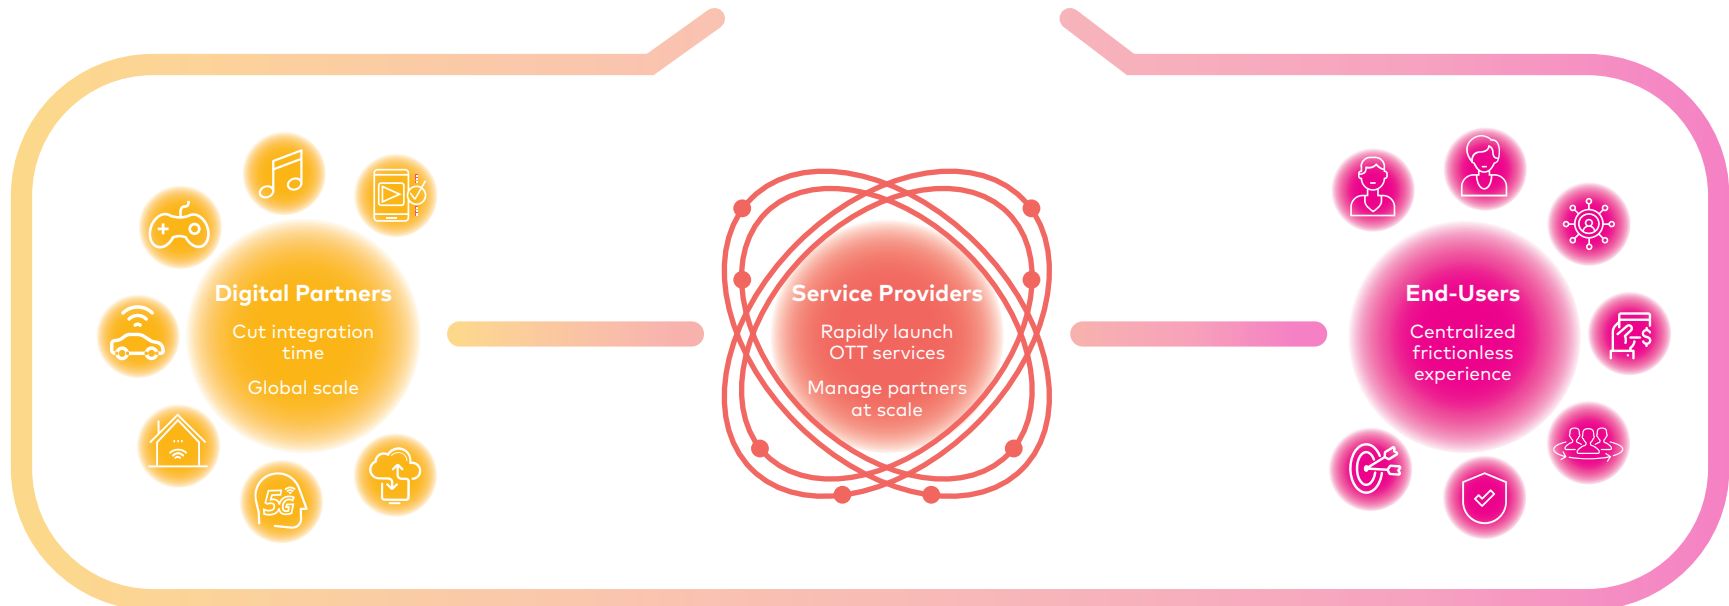 Digital Partners
Cut integration
time
Global scale
5G
Service Providers
Rapidly launch
OTT services
Manage partners
at scale
End-Users
Centralized
frictionless
experience
$